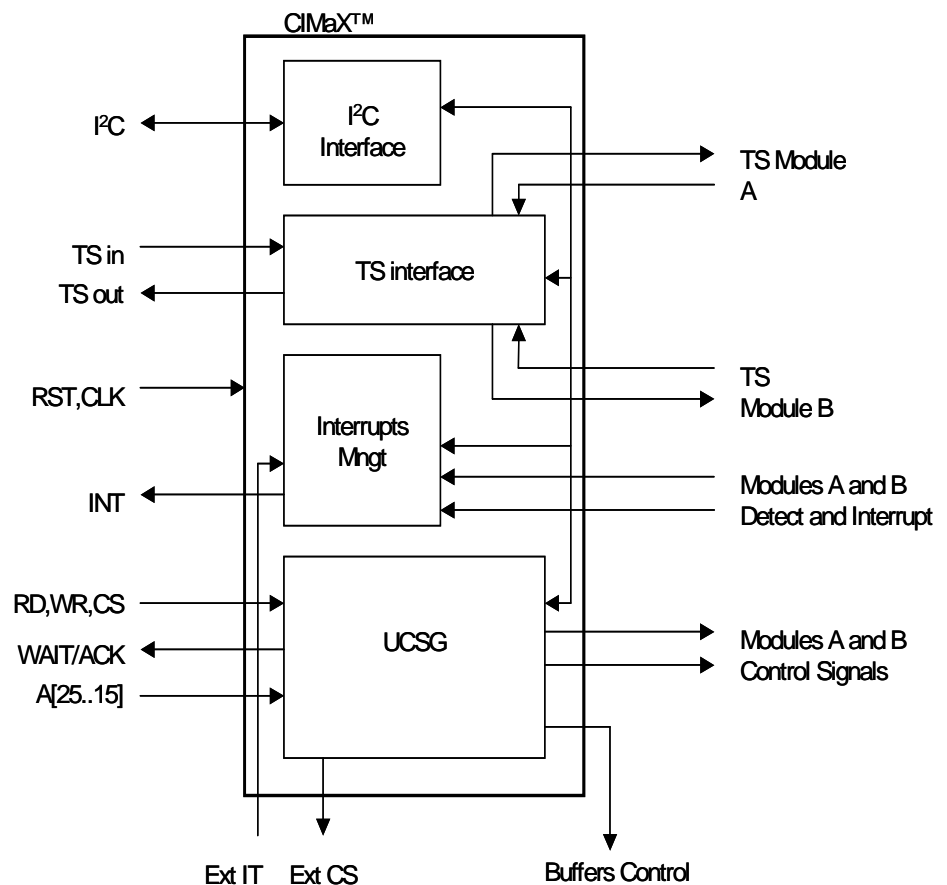 CIMaX™
I²C
I²C
Interface
TS Module
A
TS in
TS out
TS interface
RST,CLK
TS
Module B
Interrupts
Mngt
INT
Modules A and B
Detect and Interrupt
RD,WR,CS
WAIT/ACK
A[25..15]
UCSG
Modules A and B
Control Signals
Ext IT
Ext CS
Buffers Control